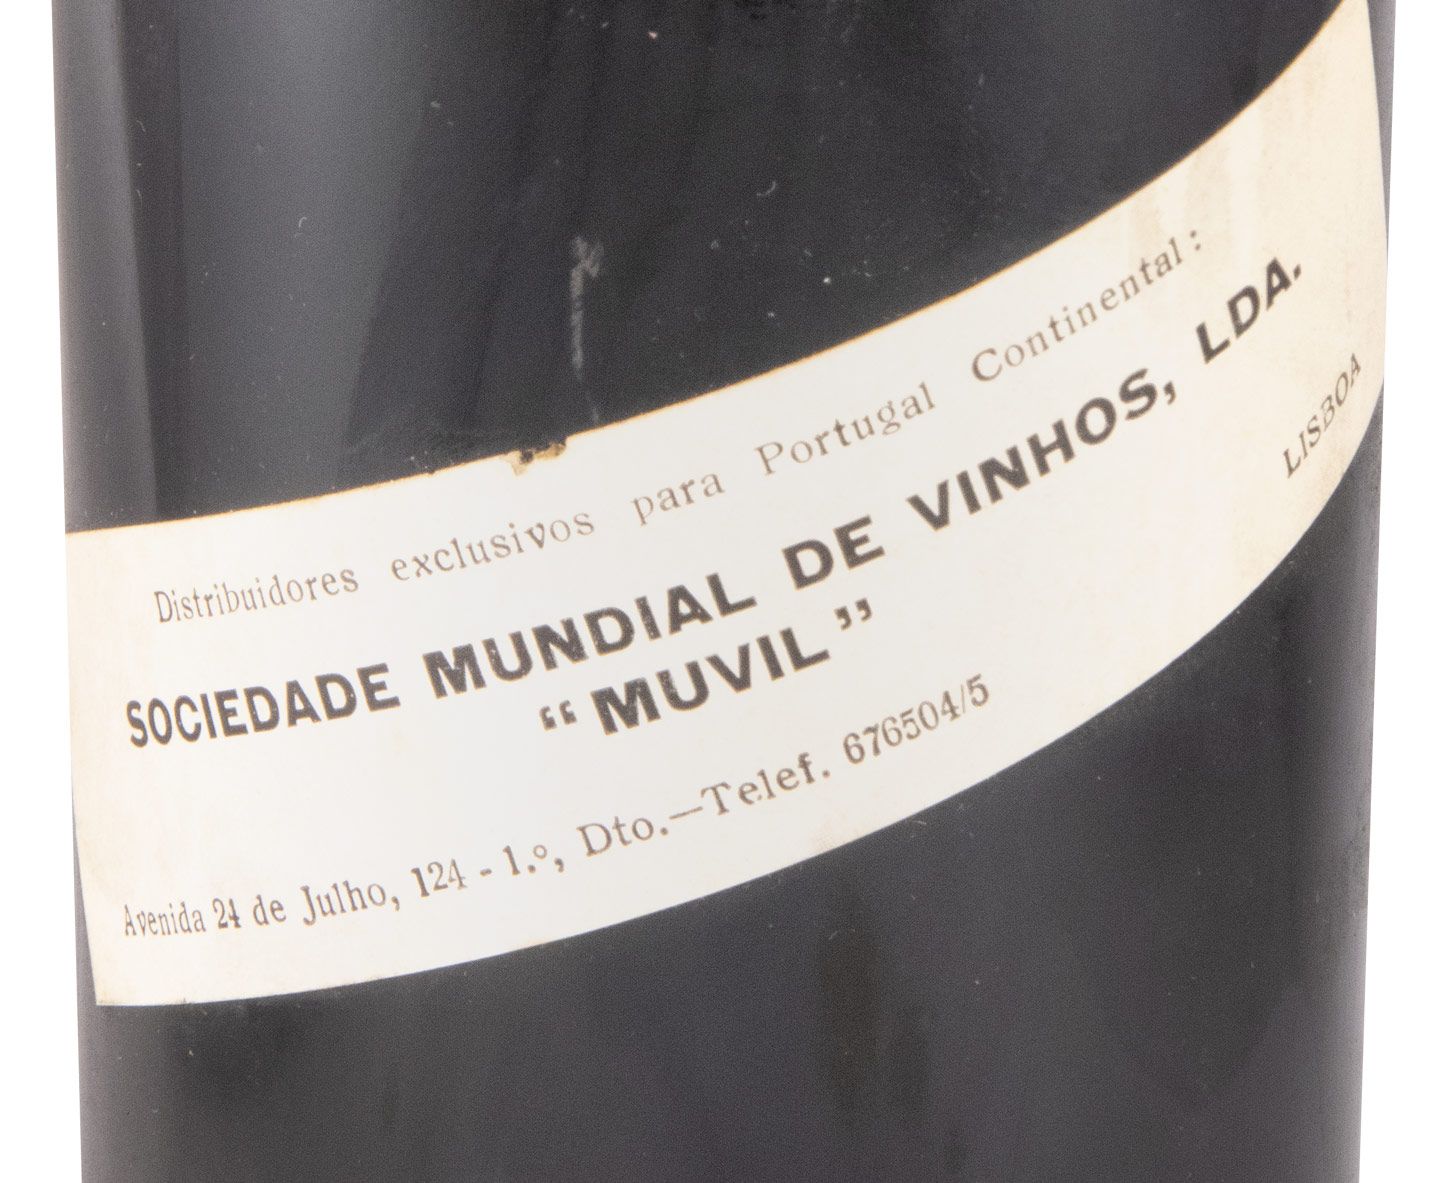 Distribuidores exclusivos para Portugal Continental:
SOCIEDADE MUNDIAL DE VINHOS, LDA.
“MUVIL”
Avenida 24 de Julho, 124 - 1.º, Dto.—Telef. 676504/5
LISBOA